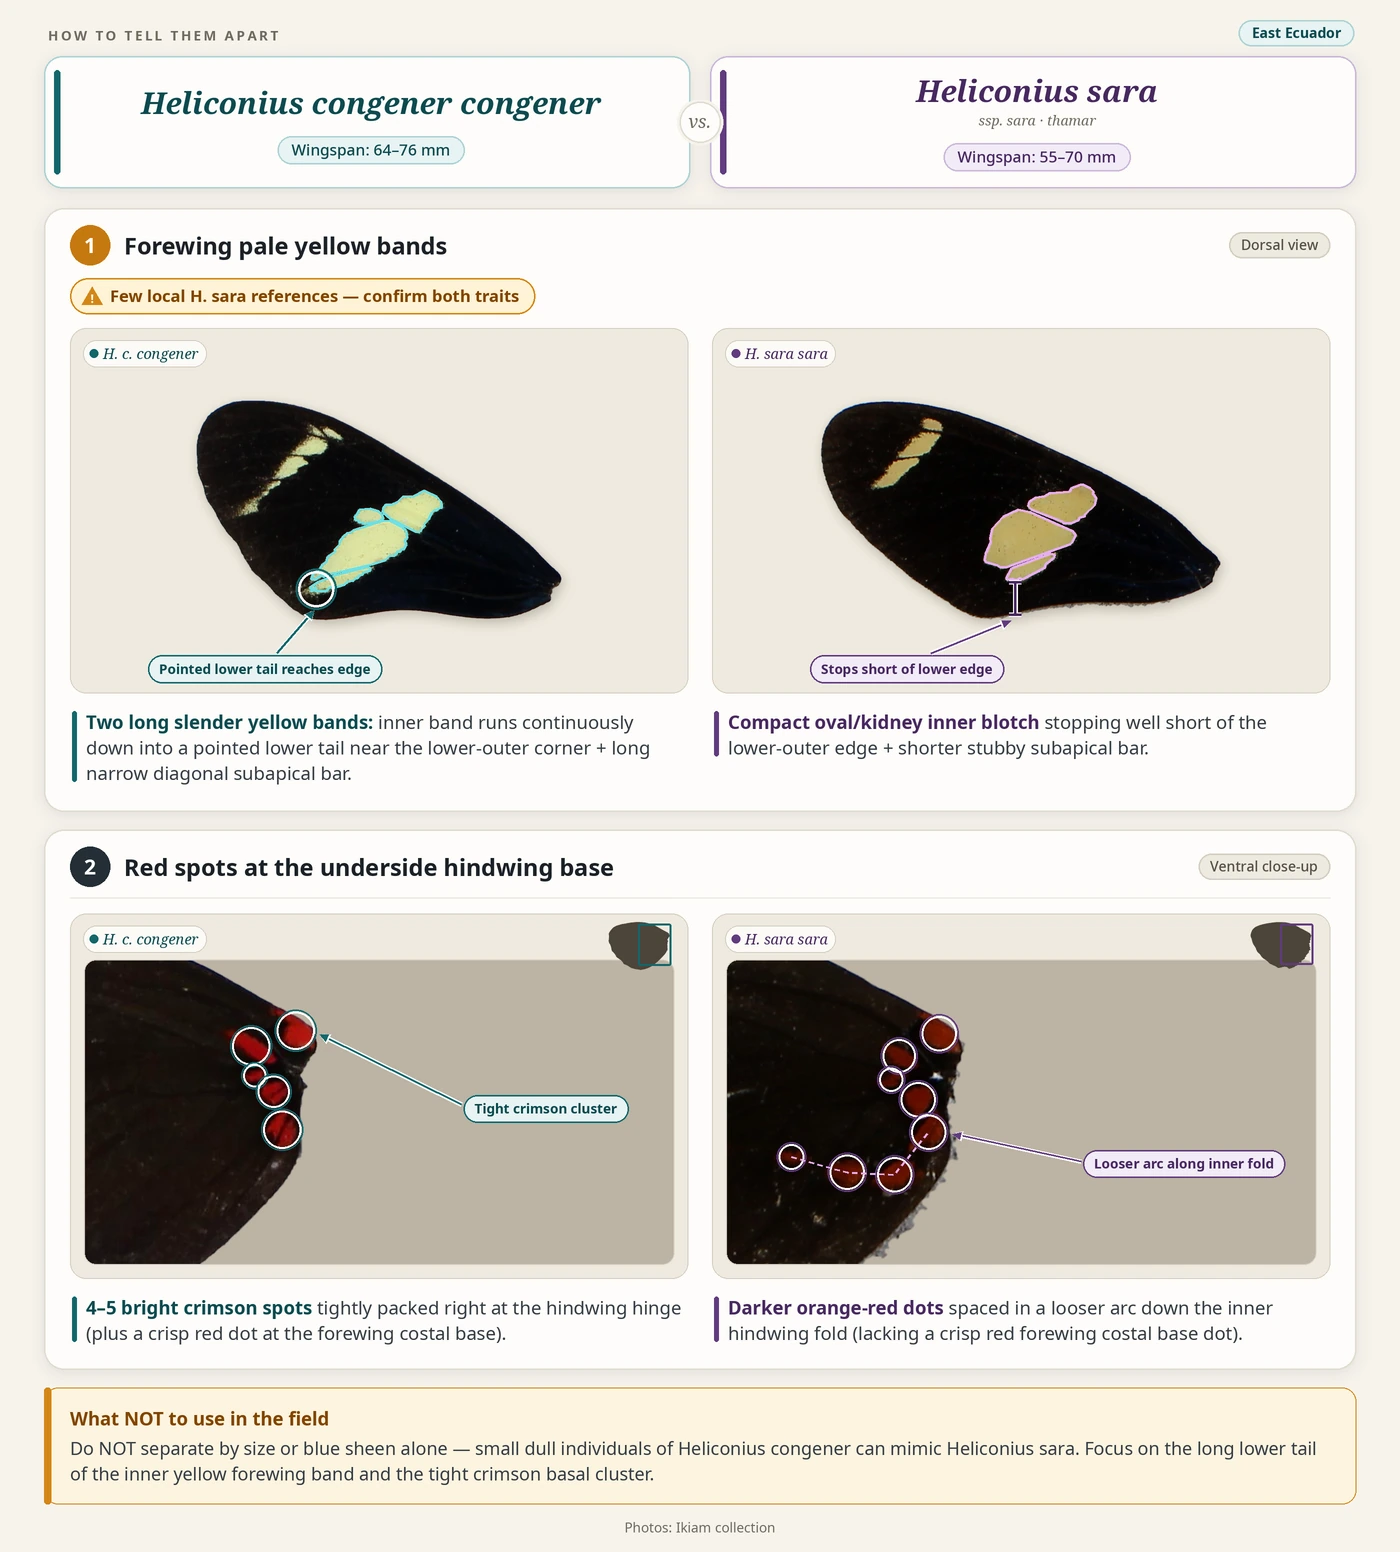 HOW TO TELL THEM APART
East Ecuador
Heliconius congener congener
Wingspan: 64–76 mm
vs.
Heliconius sara
ssp. sara · thamar
Wingspan: 55–70 mm
1
Forewing pale yellow bands
Dorsal view
Few local H. sara references — confirm both traits
H. c. congener
Pointed lower tail reaches edge
H. sara sara
Stops short of lower edge
Two long slender yellow bands: inner band runs continuously
down into a pointed lower tail near the lower-outer corner + long
narrow diagonal subapical bar.
Compact oval/kidney inner blotch stopping well short of the
lower-outer edge + shorter stubby subapical bar.
2
Red spots at the underside hindwing base
Ventral close-up
H. c. congener
Tight crimson cluster
H. sara sara
Looser arc along inner fold
4–5 bright crimson spots tightly packed right at the hindwing hinge
(plus a crisp red dot at the forewing costal base).
Darker orange-red dots spaced in a looser arc down the inner
hindwing fold (lacking a crisp red forewing costal base dot).
What NOT to use in the field
Do NOT separate by size or blue sheen alone — small dull individuals of Heliconius congener can mimic Heliconius sara. Focus on the long lower tail
of the inner yellow forewing band and the tight crimson basal cluster.
Photos: Ikiam collection